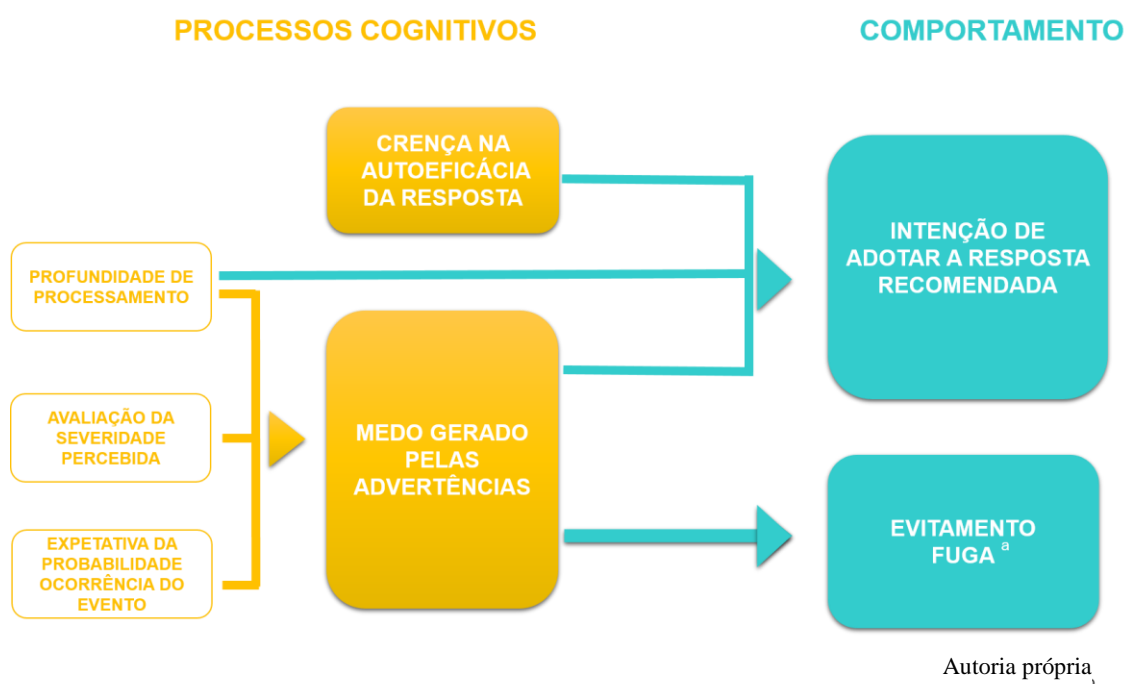 PROCESSOS COGNITIVOS
COMPORTAMENTO
CRENÇA NA
AUTOEFICÁCIA
DA RESPOSTA
INTENÇÃO DE
ADOTAR A RESPOSTA
RECOMENDADA
PROFUNDIDADE DE
PROCESSAMENTO
AVALIAÇÃO DA
SEVERIDADE
PERCEBIDA
MEDO GERADO
PELAS
ADVERTÊNCIAS
EXPETATIVA DA
PROBABILIDADE
OCORRÊNCIA DO
EVENTO
EVITAMENTO
FUGA a
Autoria própria